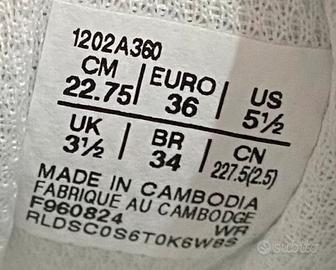 1202A360
CM | EURO | US
22.75 | 36 | 5½
UK | BR | CN
3½ | 34 | 227.5(2.5)
MADE IN CAMBODIA
FABRIQUE AU CAMBODGE
F960824 WR
RLDSC0S6T0K6W8S
subito